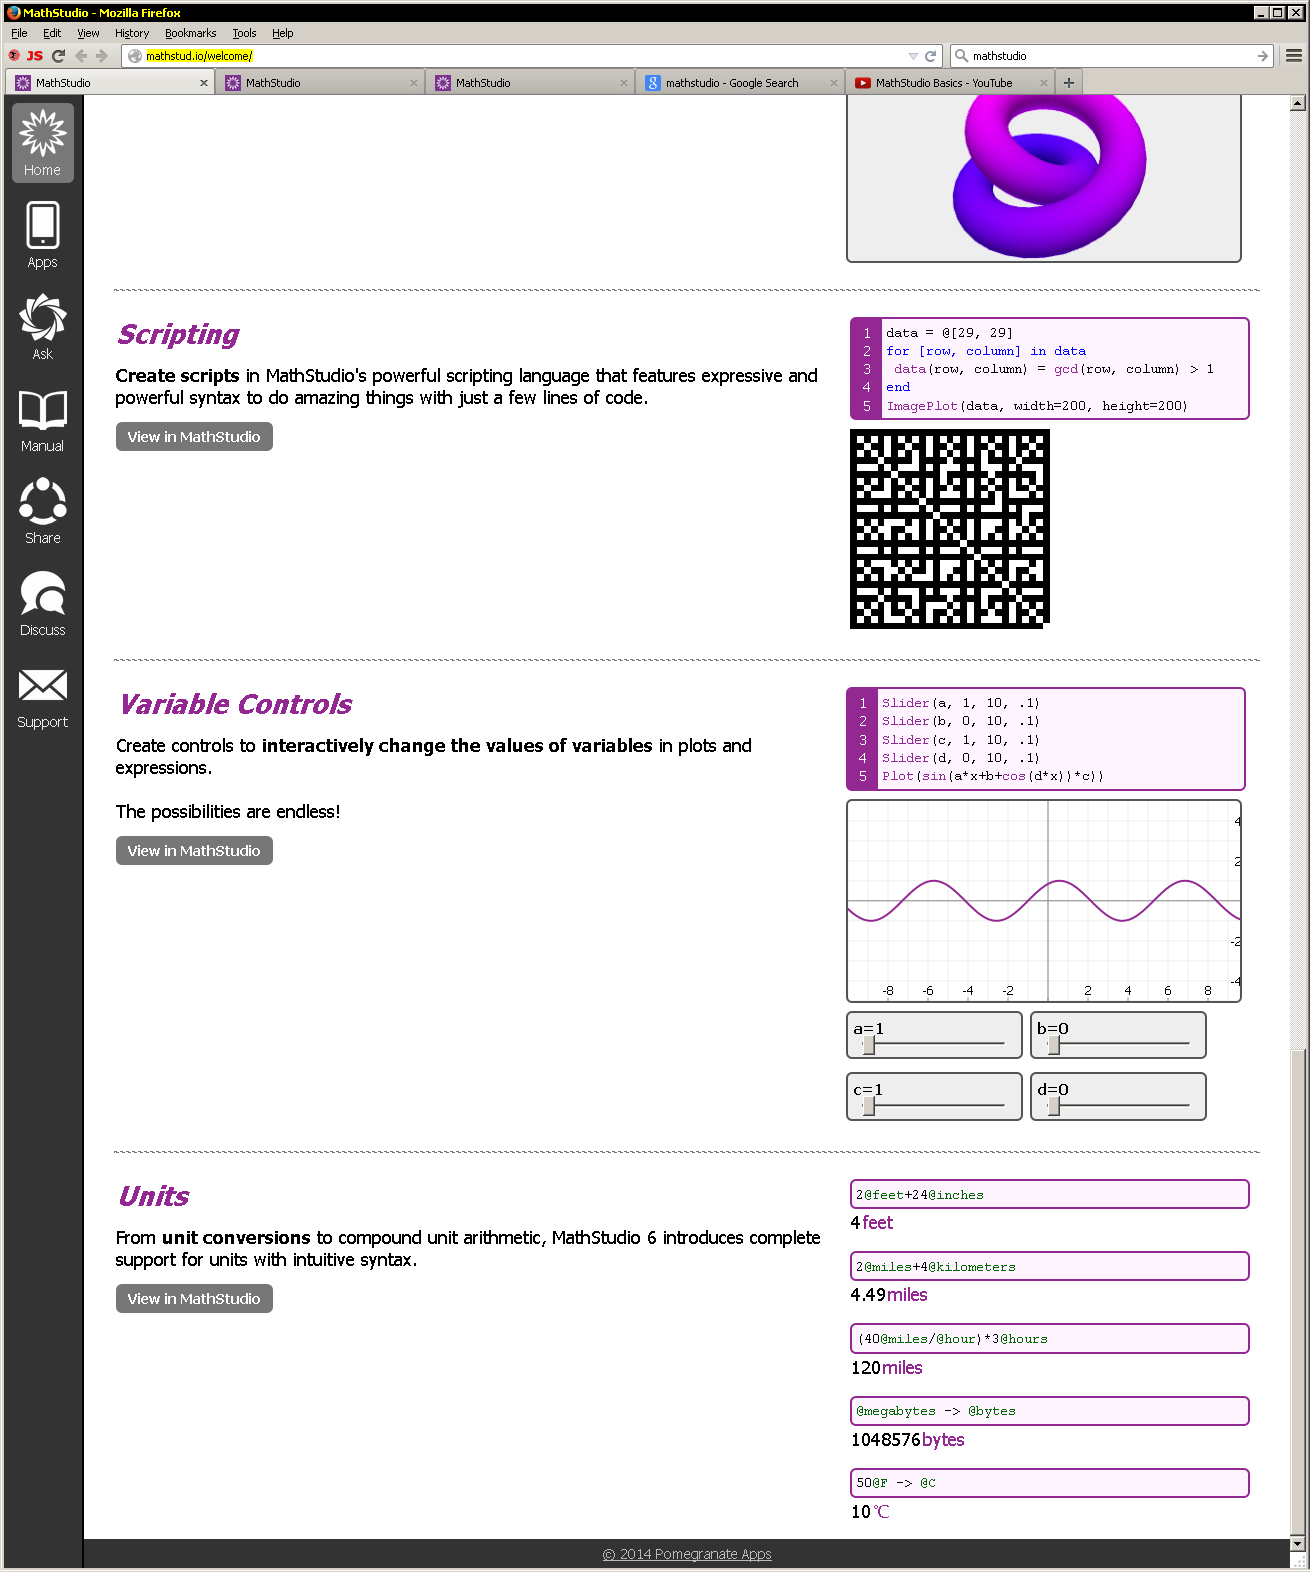 MathStudio - Mozilla Firefox
File Edit View History Bookmarks Tools Help
JS mathstud.io/welcome/ mathstudio
MathStudio MathStudio MathStudio mathstudio - Google Search MathStudio Basics - YouTube
Home
Apps
Ask
Manual
Share
Discuss
Support
Scripting
Create scripts in MathStudio's powerful scripting language that features expressive and
powerful syntax to do amazing things with just a few lines of code.
View in MathStudio
1 data = @[29, 29]
2 for [row, column] in data
3 data(row, column) = gcd(row, column) > 1
4 end
5 ImagePlot(data, width=200, height=200)
Variable Controls
Create controls to interactively change the values of variables in plots and
expressions.
The possibilities are endless!
View in MathStudio
1 Slider(a, 1, 10, .1)
2 Slider(b, 0, 10, .1)
3 Slider(c, 1, 10, .1)
4 Slider(d, 0, 10, .1)
5 Plot(sin(a*x+b+cos(d*x))*c))
4
2
-2
-4
-8 -6 -4 -2 2 4 6 8
a=1 b=0
c=1 d=0
Units
From unit conversions to compound unit arithmetic, MathStudio 6 introduces complete
support for units with intuitive syntax.
View in MathStudio
2@feet+24@inches
4feet
2@miles+4@kilometers
4.49miles
(40@miles/@hour)*3@hours
120miles
@megabytes -> @bytes
1048576bytes
50@F -> @C
10℃
© 2014 Pomegranate Apps